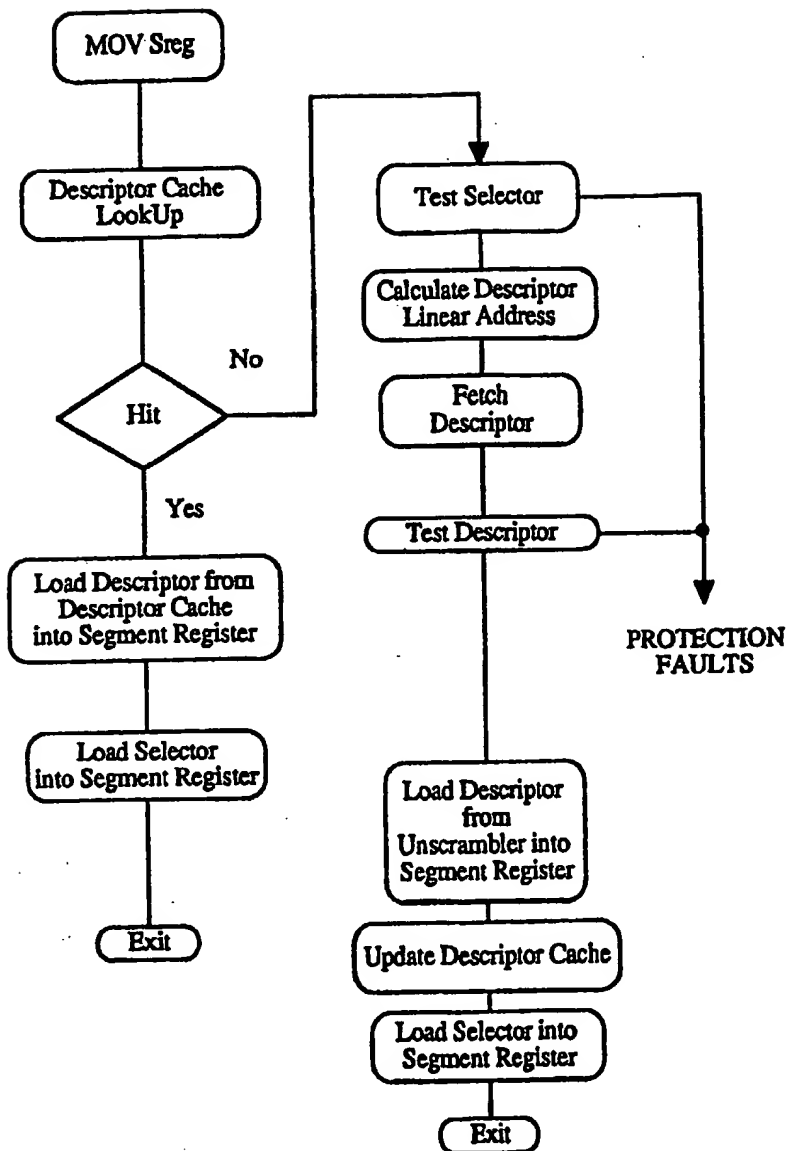 MOV Sreg
Descriptor Cache
LookUp
Hit
No
Yes
Load Descriptor from
Descriptor Cache
into Segment Register
Load Selector
into Segment Register
Exit
Test Selector
Calculate Descriptor
Linear Address
Fetch
Descriptor
Test Descriptor
PROTECTION
FAULTS
Load Descriptor
from
Unscrambler into
Segment Register
Update Descriptor Cache
Load Selector into
Segment Register
Exit